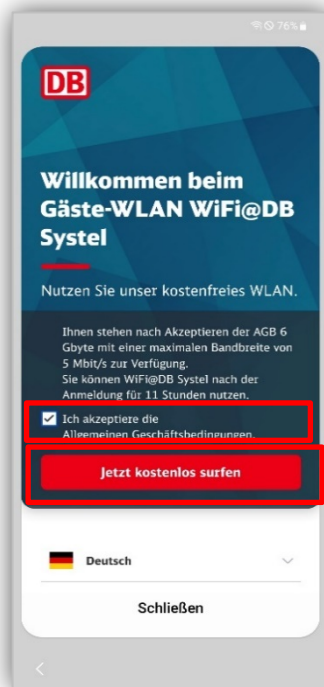 76%
DB
Willkommen beim
Gäste-WLAN WiFi@DB
Systel
Nutzen Sie unser kostenfreies WLAN.
Ihnen stehen nach Akzeptieren der AGB 6
Gbyte mit einer maximalen Bandbreite von
5 Mbit/s zur Verfügung.
Sie können WiFi@DB Systel nach der
Anmeldung für 11 Stunden nutzen.
Ich akzeptiere die
Allgemeinen Geschäftsbedingungen.
Jetzt kostenlos surfen
Deutsch
Schließen